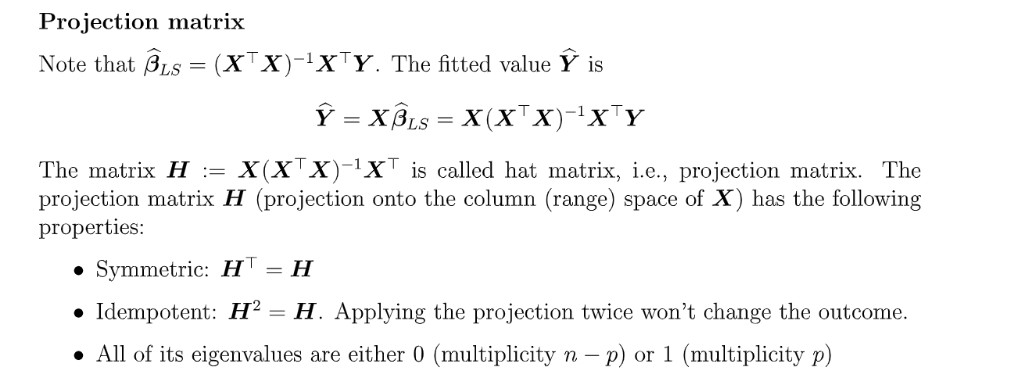 Projection matrix
Note that $\widehat{\boldsymbol{\beta}}_{LS} = (\boldsymbol{X}^\top \boldsymbol{X})^{-1} \boldsymbol{X}^\top \boldsymbol{Y}$. The fitted value $\widehat{\boldsymbol{Y}}$ is
$\widehat{\boldsymbol{Y}} = \boldsymbol{X}\widehat{\boldsymbol{\beta}}_{LS} = \boldsymbol{X}(\boldsymbol{X}^\top \boldsymbol{X})^{-1} \boldsymbol{X}^\top \boldsymbol{Y}$
The matrix $\boldsymbol{H} := \boldsymbol{X}(\boldsymbol{X}^\top \boldsymbol{X})^{-1} \boldsymbol{X}^\top$ is called hat matrix, i.e., projection matrix. The
projection matrix $\boldsymbol{H}$ (projection onto the column (range) space of $\boldsymbol{X}$) has the following
properties:
• Symmetric: $\boldsymbol{H}^\top = \boldsymbol{H}$
• Idempotent: $\boldsymbol{H}^2 = \boldsymbol{H}$. Applying the projection twice won't change the outcome.
• All of its eigenvalues are either 0 (multiplicity $n - p$) or 1 (multiplicity $p$)